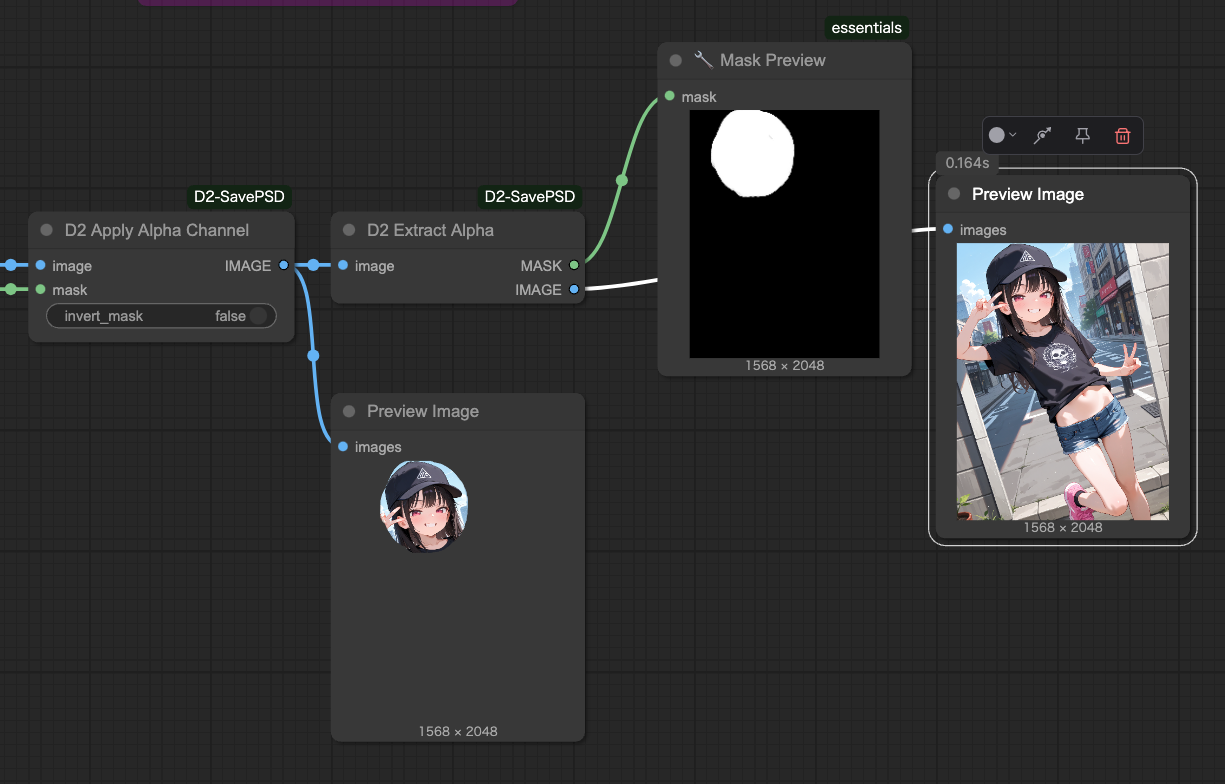 essentials
Mask Preview
mask
1568 × 2048
0.164s
Preview Image
images
1568 × 2048
D2-SavePSD
D2 Apply Alpha Channel
image
IMAGE
mask
invert_mask
false
D2-SavePSD
D2 Extract Alpha
image
MASK
IMAGE
Preview Image
images
1568 × 2048